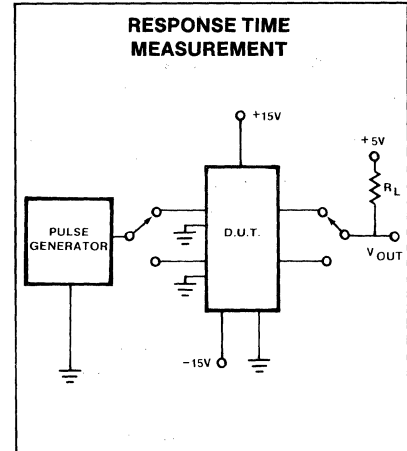 RESPONSE TIME
MEASUREMENT
+15V
+5V
RL
PULSE
GENERATOR
D.U.T.
VOUT
-15V